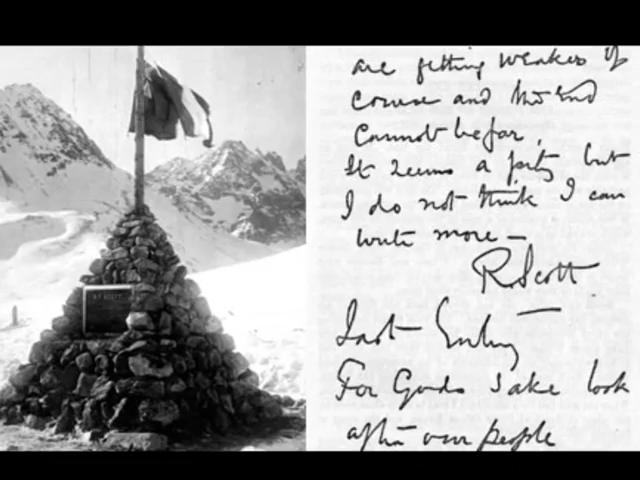 R.F. SCOTT
are getting weaker of
course and the end
cannot be far.
It seems a pity but
I do not think I can
write more —
R. Scott
Last Entry
For Gods sake look
after our people